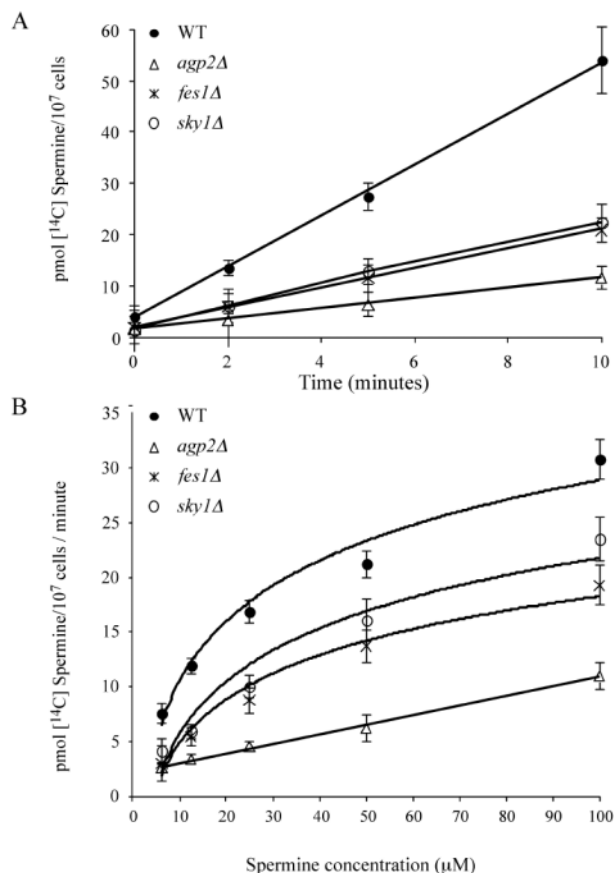 A
pmol [¹⁴C] Spermine/10⁷ cells
60
50
40
30
20
10
0
WT
agp2Δ
fes1Δ
sky1Δ
0
2
4
6
8
10
Time (minutes)
B
pmol [¹⁴C] Spermine/10⁷ cells / minute
35
30
25
20
15
10
5
0
WT
agp2Δ
fes1Δ
sky1Δ
0
10
20
30
40
50
60
70
80
90
100
Spermine concentration (µM)